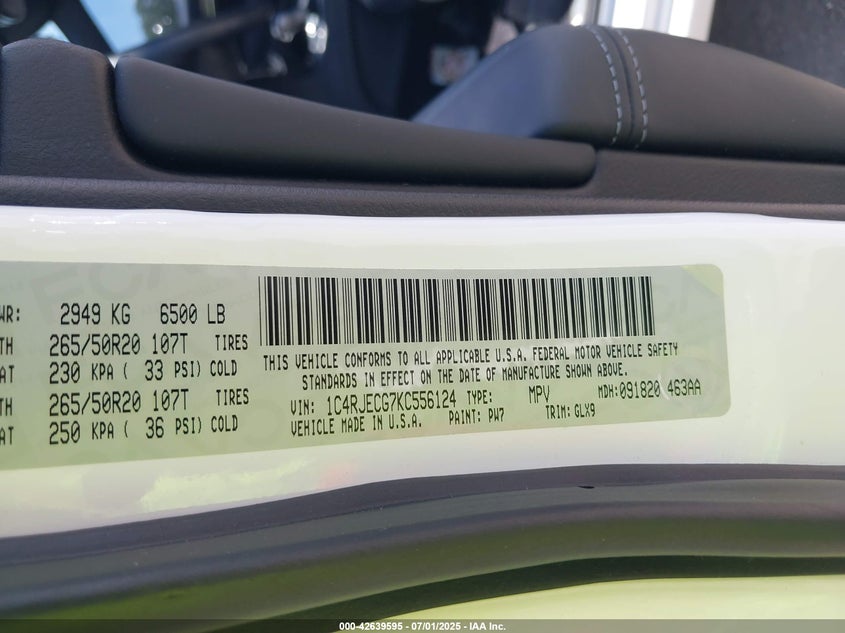 WR: 2949 KG 6500 LB
TH 265/50R20 107T TIRES
AT 230 KPA ( 33 PSI) COLD
TH 265/50R20 107T TIRES
AT 250 KPA ( 36 PSI) COLD
THIS VEHICLE CONFORMS TO ALL APPLICABLE U.S.A. FEDERAL MOTOR VEHICLE SAFETY
STANDARDS IN EFFECT ON THE DATE OF MANUFACTURE SHOWN ABOVE.
VIN: 1C4RJECG7KC556124 TYPE: MPV MDH:091820 463AA
VEHICLE MADE IN U.S.A. PAINT: PW7 TRIM: GLX9
000-42639595 - 07/01/2025 - IAA Inc.